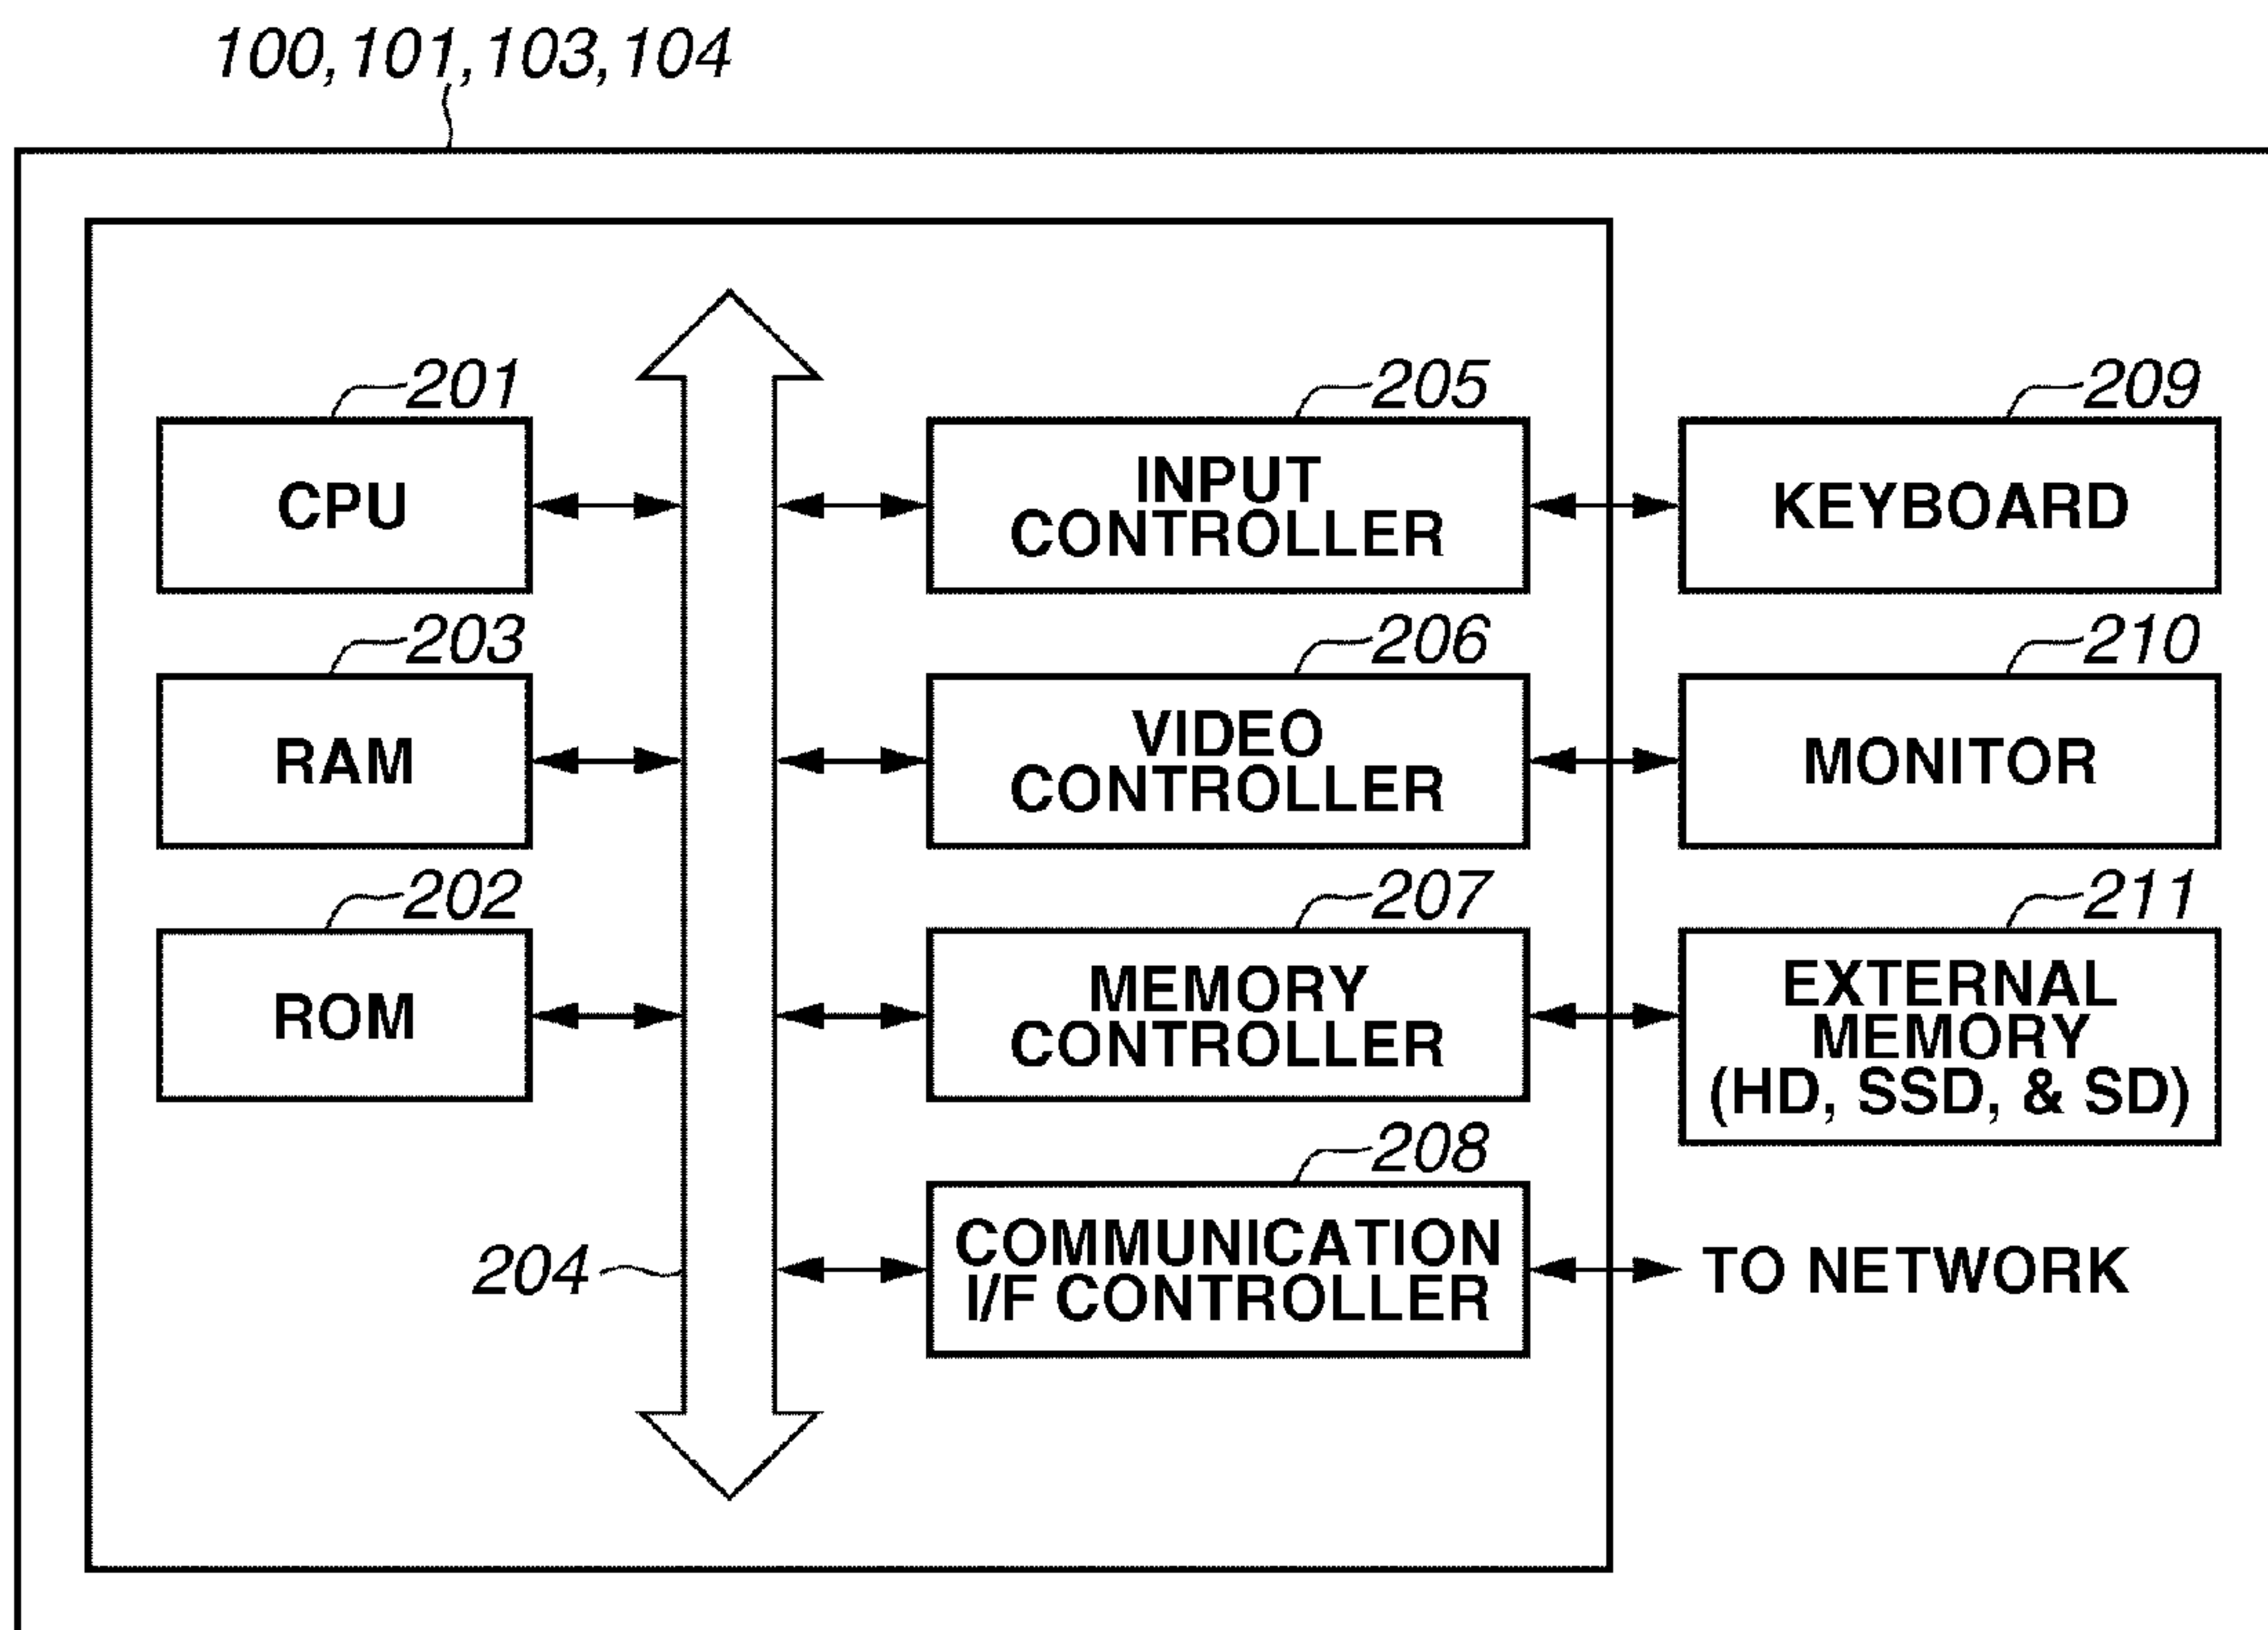 100, 101, 103, 104
201
CPU
203
RAM
202
ROM
204
205
INPUT
CONTROLLER
206
VIDEO
CONTROLLER
207
MEMORY
CONTROLLER
208
COMMUNICATION
I/F CONTROLLER
209
KEYBOARD
210
MONITOR
211
EXTERNAL
MEMORY
(HD, SSD, & SD)
TO NETWORK